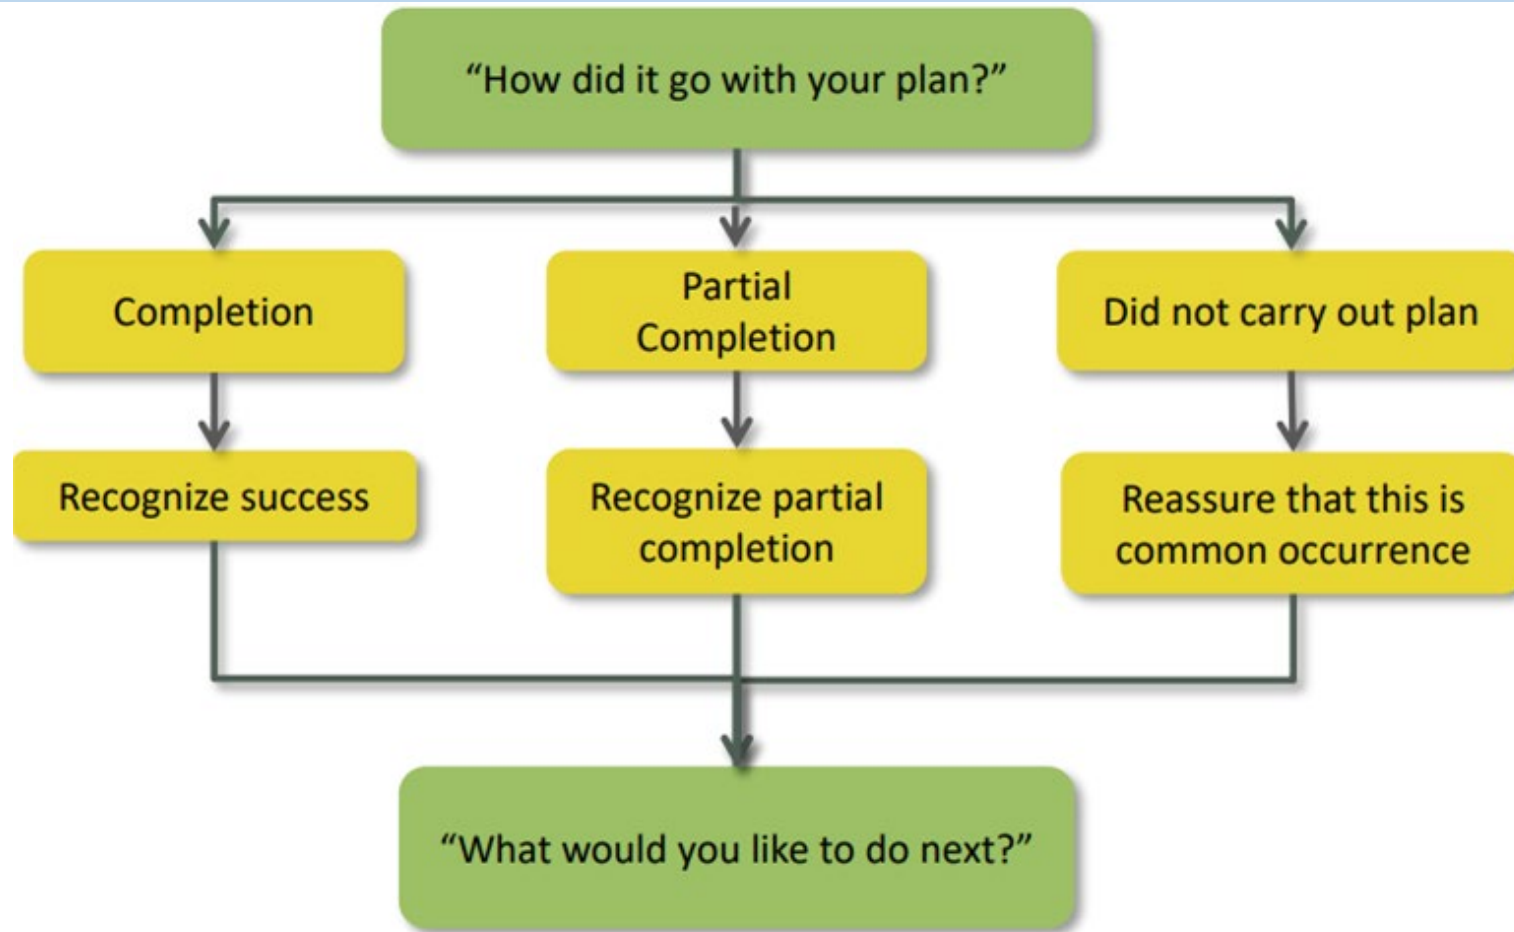 “How did it go with your plan?”
Completion
Partial
Completion
Did not carry out plan
Recognize success
Recognize partial
completion
Reassure that this is
common occurrence
“What would you like to do next?”